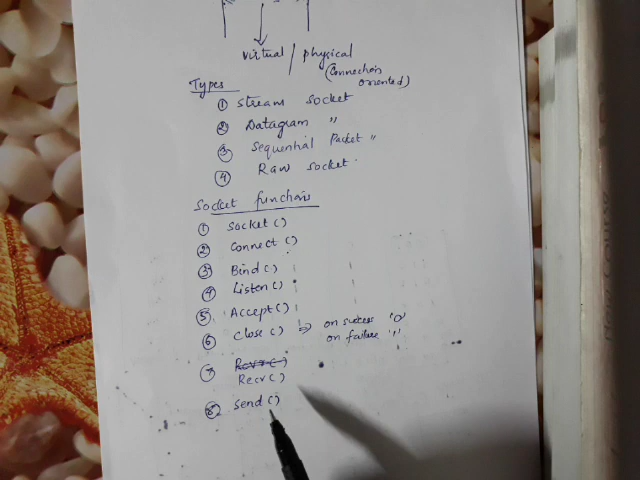 virtual / physical
(Connection
oriented)
Types
① Stream Socket
② Datagram "
③ Sequential Packet "
④ Raw Socket
Socket functions
① Socket()
② Connect()
③ Bind()
④ Listen()
⑤ Accept()
⑥ Close() ⇒ on success '0'
on failure '1'
⑦ Recv()
Recv()
⑧ Send()